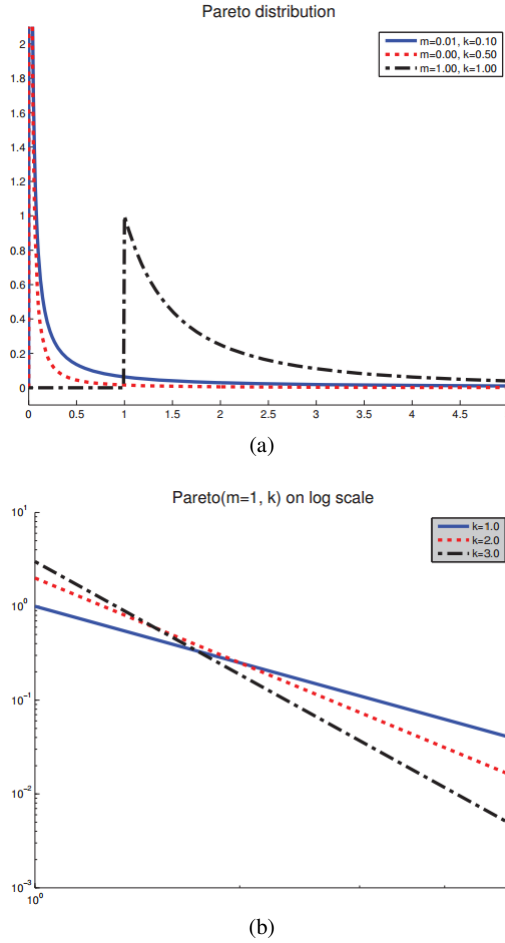 Pareto distribution
m=0.01, k=0.10
m=0.00, k=0.50
m=1.00, k=1.00
2
1.8
1.6
1.4
1.2
1
0.8
0.6
0.4
0.2
0
0 0.5 1 1.5 2 2.5 3 3.5 4 4.5
(a)
Pareto(m=1, k) on log scale
k=1.0
k=2.0
k=3.0
10^1
10^0
10^-1
10^-2
10^-3
10^0
(b)